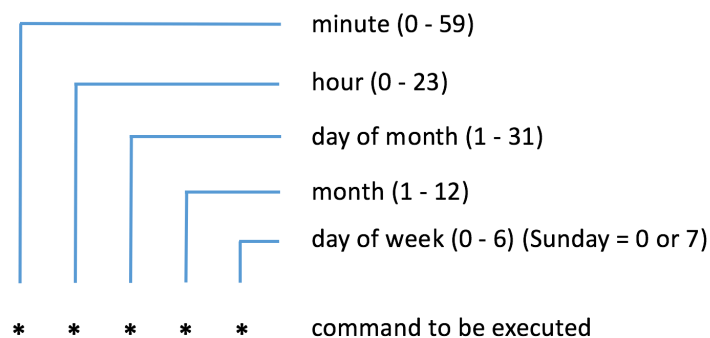 minute (0 - 59)
hour (0 - 23)
day of month (1 - 31)
month (1 - 12)
day of week (0 - 6) (Sunday = 0 or 7)
* * * * * command to be executed